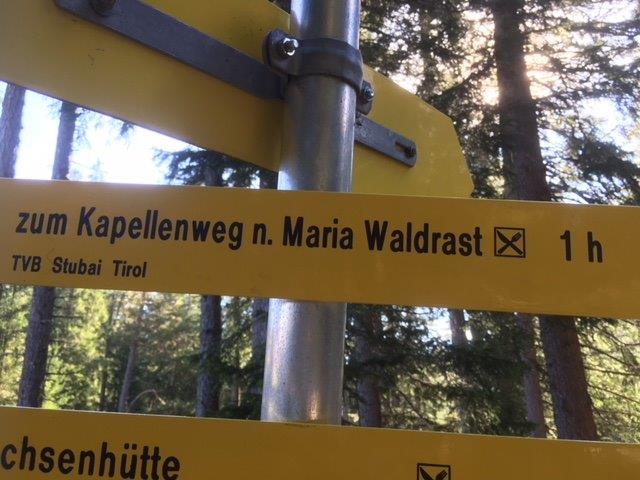 zum Kapellenweg n. Maria Waldrast 1 h
TVB Stubai Tirol
chsenhütte